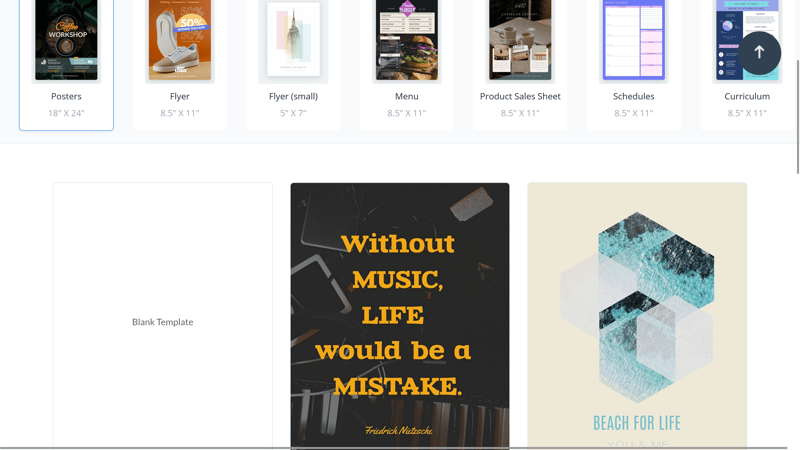 Coffee
WORKSHOP
50%
50%
50%
Posters
Flyer
Flyer (small)
Menu
Product Sales Sheet
Schedules
Curriculum
18" X 24"
8.5" X 11"
5" X 7"
8.5" X 11"
8.5" X 11"
8.5" X 11"
8.5" X 11"
Blank Template
Without
MUSIC,
LIFE
would be a
MISTAKE.
Friedrich Nietzsche
BEACH FOR LIFE
YOU & ME